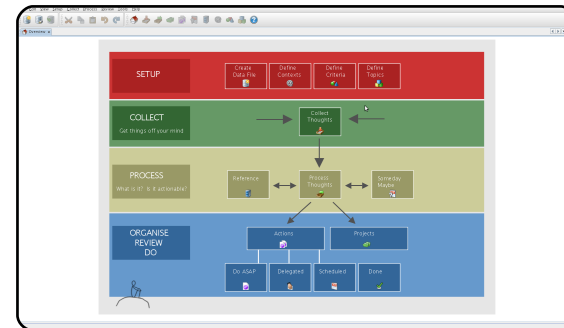 Overview
SETUP
Create
Data File
Define
Contexts
Define
Criteria
Define
Topics
COLLECT
Get things off your mind
Collect
Thoughts
PROCESS
What is it? Is it actionable?
Reference
Process
Thoughts
Someday
Maybe
ORGANISE
REVIEW
DO
Actions
Projects
Do ASAP
Delegated
Scheduled
Done